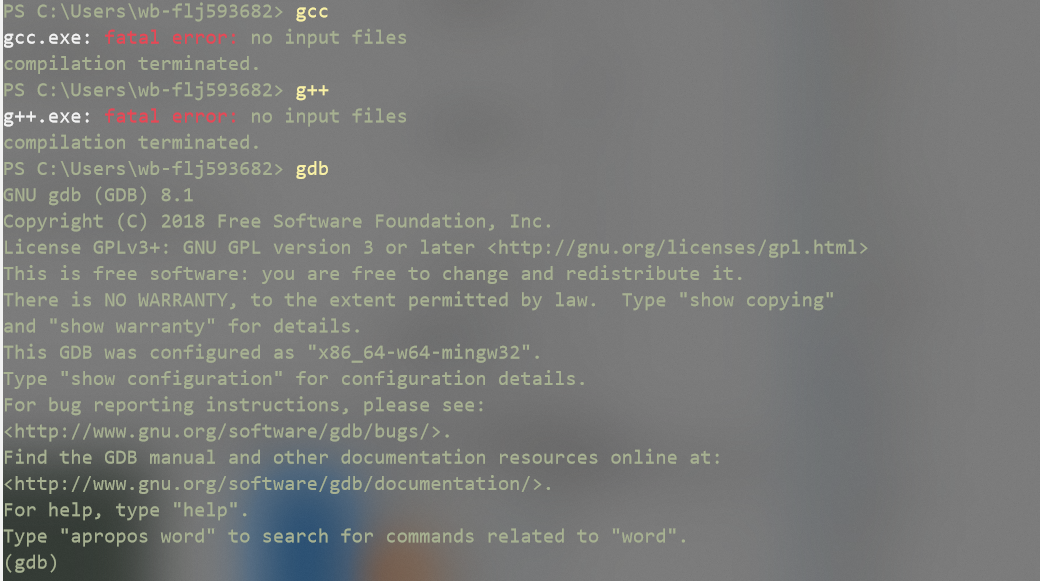 PS C:\Users\wb-flj593682> gcc
gcc.exe: fatal error: no input files
compilation terminated.
PS C:\Users\wb-flj593682> g++
g++.exe: fatal error: no input files
compilation terminated.
PS C:\Users\wb-flj593682> gdb
GNU gdb (GDB) 8.1
Copyright (C) 2018 Free Software Foundation, Inc.
License GPLv3+: GNU GPL version 3 or later <http://gnu.org/licenses/gpl.html>
This is free software: you are free to change and redistribute it.
There is NO WARRANTY, to the extent permitted by law.  Type "show copying"
and "show warranty" for details.
This GDB was configured as "x86_64-w64-mingw32".
Type "show configuration" for configuration details.
For bug reporting instructions, please see:
<http://www.gnu.org/software/gdb/bugs/>.
Find the GDB manual and other documentation resources online at:
<http://www.gnu.org/software/gdb/documentation/>.
For help, type "help".
Type "apropos word" to search for commands related to "word".
(gdb)